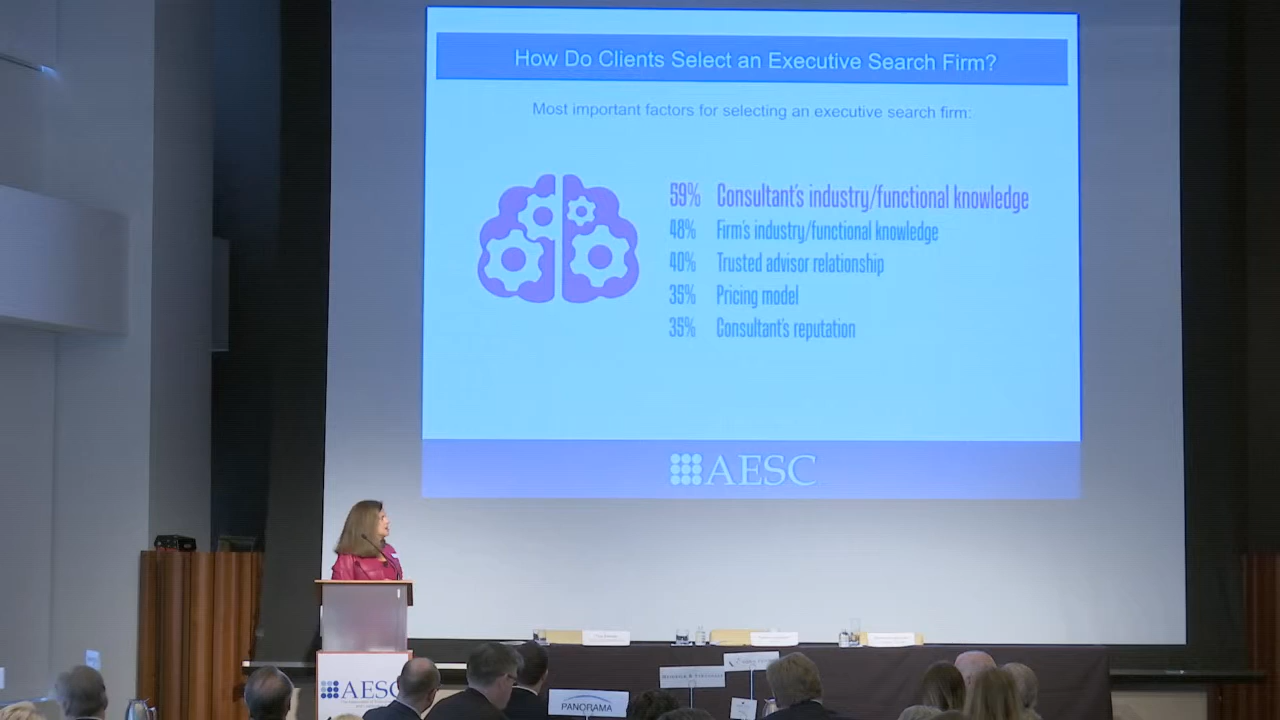 How Do Clients Select an Executive Search Firm?
Most important factors for selecting an executive search firm:
59% Consultant's industry/functional knowledge
48% Firm's industry/functional knowledge
40% Trusted advisor relationship
35% Pricing model
35% Consultant's reputation
AESC
AESC
PANORAMA